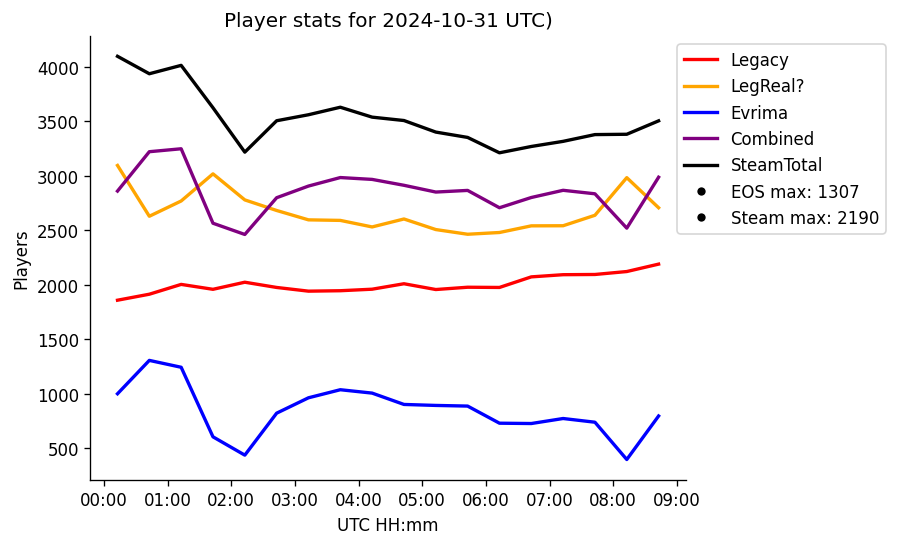 Player stats for 2024-10-31 UTC)
Legacy
LegReal?
Evrima
Combined
SteamTotal
EOS max: 1307
Steam max: 2190
Players
4000
3500
3000
2500
2000
1500
1000
500
00:00 01:00 02:00 03:00 04:00 05:00 06:00 07:00 08:00 09:00
UTC HH:mm